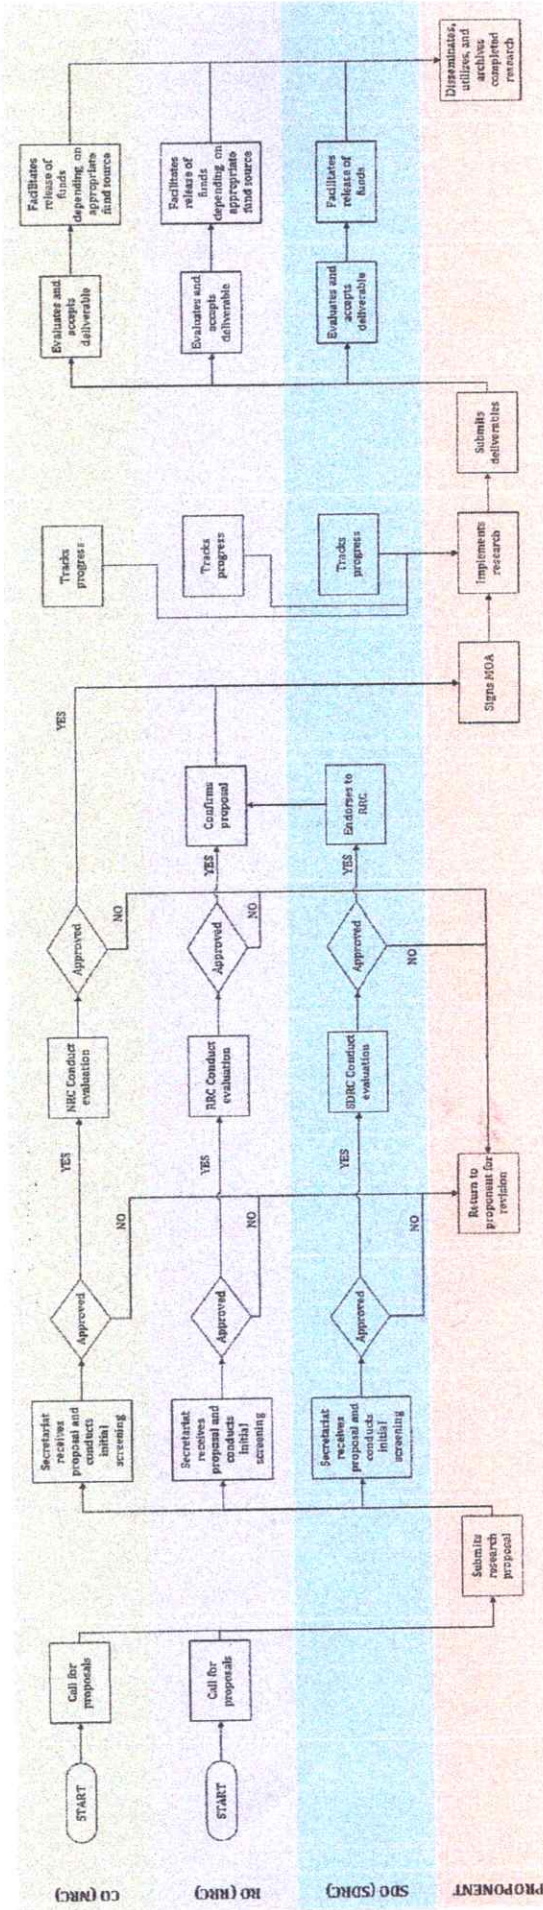 CO (NRC)
START
Call for
proposals
Secretariat
receives
proposal and
conducts
initial
screening
Approved
YES
NO
NRC Conduct
evaluation
Approved
YES
NO
Tracks
progress
Evaluates and
accepts
deliverable
Facilitates
release of
funds
depending on
appropriate
fund source
RO (RRC)
START
Call for
proposals
Secretariat
receives
proposal and
conducts
initial
screening
Approved
YES
NO
RRC Conduct
evaluation
Approved
YES
NO
Confirms
proposal
Tracks
progress
Evaluates and
accepts
deliverable
Facilitates
release of
funds
depending on
appropriate
fund source
SDO (SDRC)
Secretariat
receives
proposal and
conducts
initial
screening
Approved
YES
NO
SDRC Conduct
evaluation
Approved
YES
NO
Endorses to
RRC
Tracks
progress
Evaluates and
accepts
deliverable
Facilitates
release of
funds
PROPONENT
Submits
research
proposal
Return to
proponent for
revision
Signs MOA
Implements
research
Submits
deliverables
Disseminates,
utilizes, and
archives
completed
research